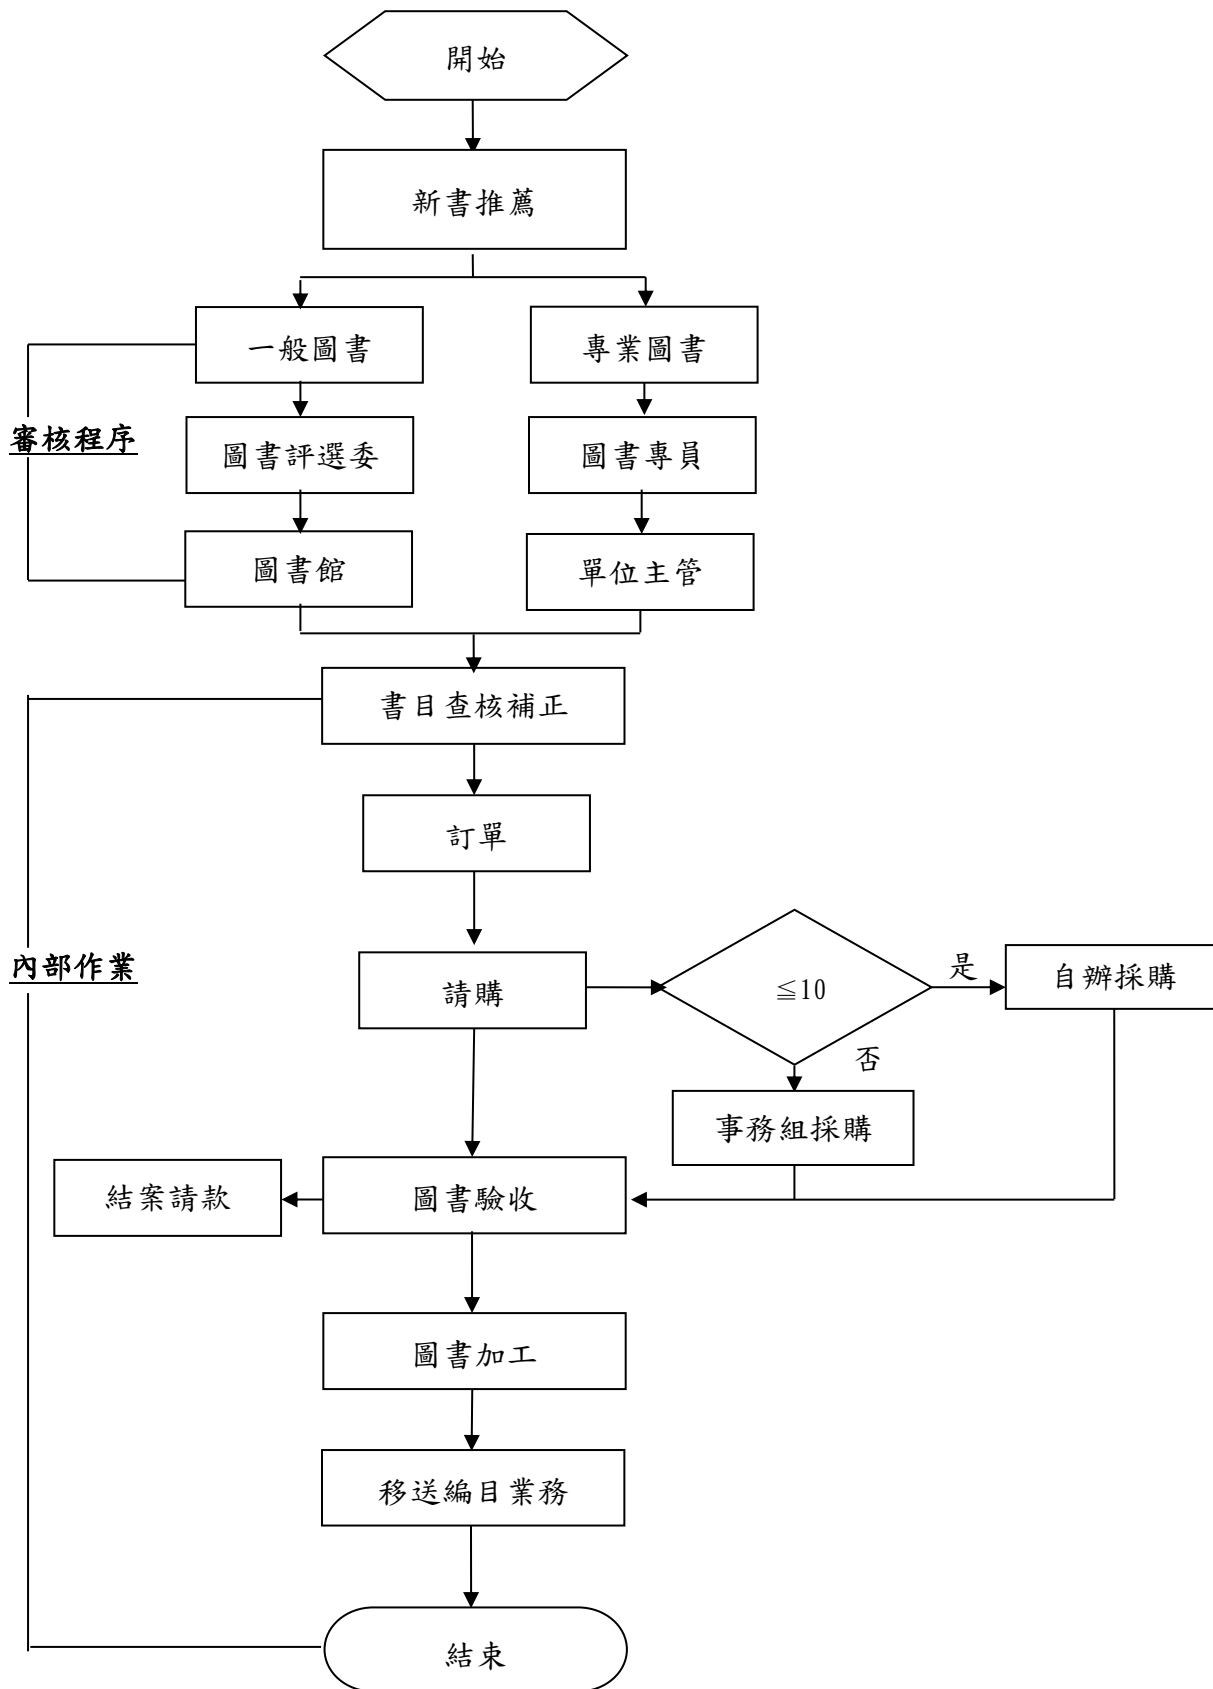 開始
新書推薦
一般圖書
專業圖書
審核程序
圖書評選委
圖書專員
圖書館
單位主管
書目查核補正
訂單
內部作業
請購
≦10
是
自辦採購
否
事務組採購
結案請款
圖書驗收
圖書加工
移送編目業務
結束